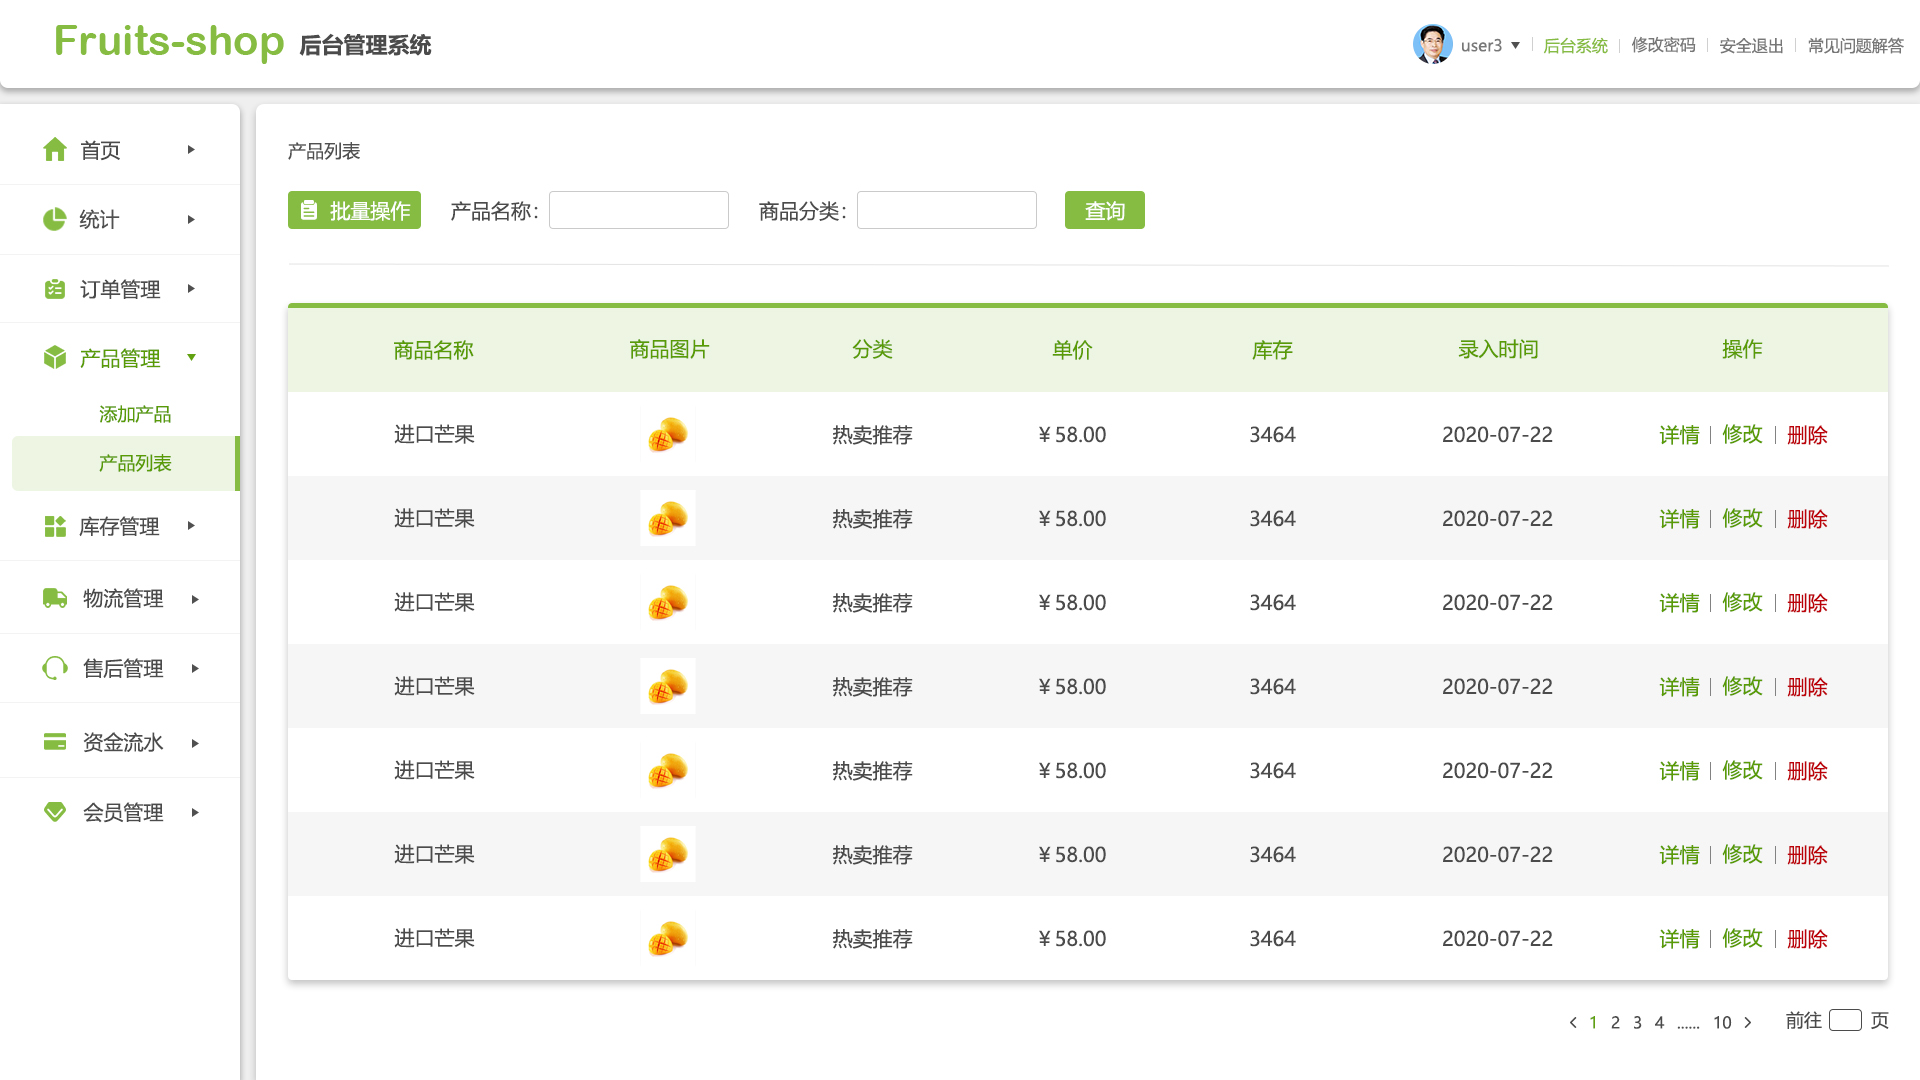 Fruits-shop 后台管理系统
user3 后台系统 修改密码 安全退出 常见问题解答
首页
统计
订单管理
产品管理
添加产品
产品列表
库存管理
物流管理
售后管理
资金流水
会员管理
产品列表
批量操作 产品名称: 商品分类: 查询
商品名称 商品图片 分类 单价 库存 录入时间 操作
进口芒果 热卖推荐 ¥58.00 3464 2020-07-22 详情 修改 删除
进口芒果 热卖推荐 ¥58.00 3464 2020-07-22 详情 修改 删除
进口芒果 热卖推荐 ¥58.00 3464 2020-07-22 详情 修改 删除
进口芒果 热卖推荐 ¥58.00 3464 2020-07-22 详情 修改 删除
进口芒果 热卖推荐 ¥58.00 3464 2020-07-22 详情 修改 删除
进口芒果 热卖推荐 ¥58.00 3464 2020-07-22 详情 修改 删除
进口芒果 热卖推荐 ¥58.00 3464 2020-07-22 详情 修改 删除
< 1 2 3 4 ...... 10 > 前往 页